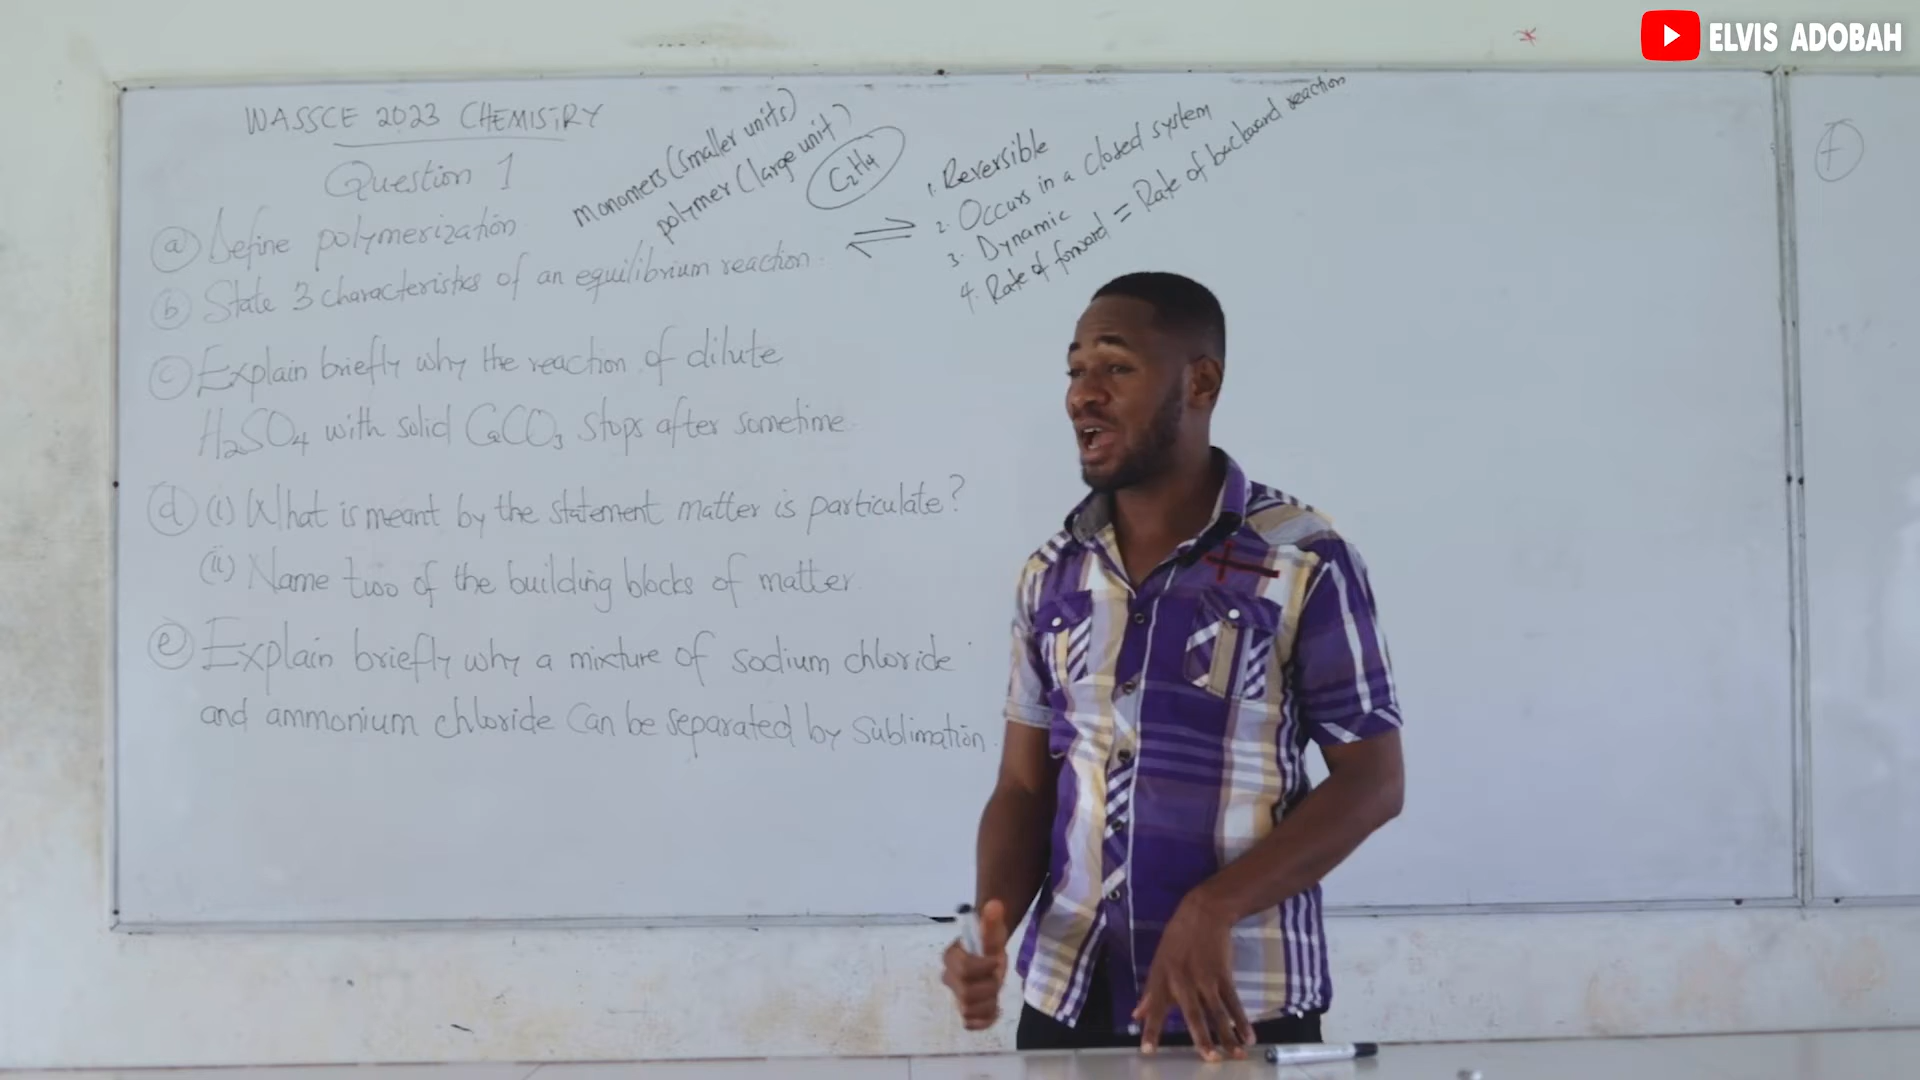 ELVIS ADOBAH
WASSCE 2023 CHEMISTRY
Question 1
a Define polymerization
monomers (smaller units)
polymer (large unit)
C2H4
b State 3 characteristics of an equilibrium reaction.
⇌
1. Reversible
2. Occurs in a closed system
3. Dynamic
4. Rate of forward = Rate of backward reaction
c Explain briefly why the reaction of dilute
H2SO4 with solid CaCO3 stops after sometime.
d (i) What is meant by the statement matter is particulate?
(ii) Name two of the building blocks of matter.
e Explain briefly why a mixture of sodium chloride
and ammonium chloride can be separated by sublimation.
f